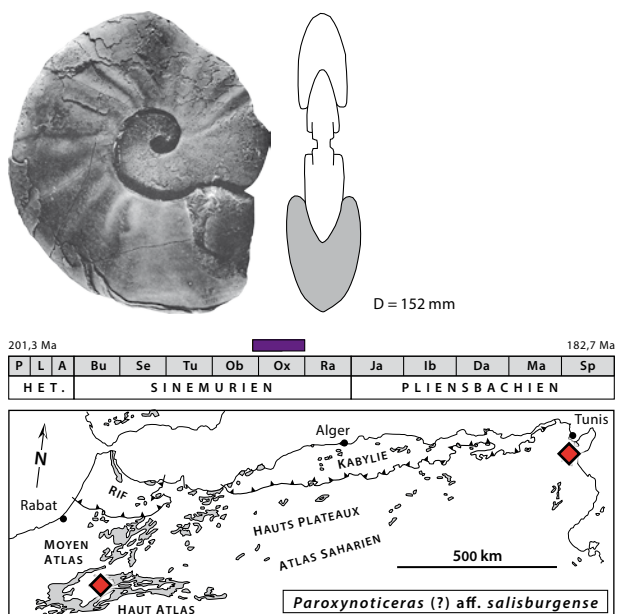 D = 152 mm
201,3 Ma 182,7 Ma
P L A Bu Se Tu Ob Ox Ra Ja Ib Da Ma Sp
HET. SINEMURIEN PLIENSBACHIEN
Tunis
Alger
N
KABYLIE
RIF
Rabat
HAUTS PLATEAUX
MOYEN
ATLAS
ATLAS SAHARIEN
500 km
HAUT ATLAS
Paroxynoticeras (?) aff. salisburgense